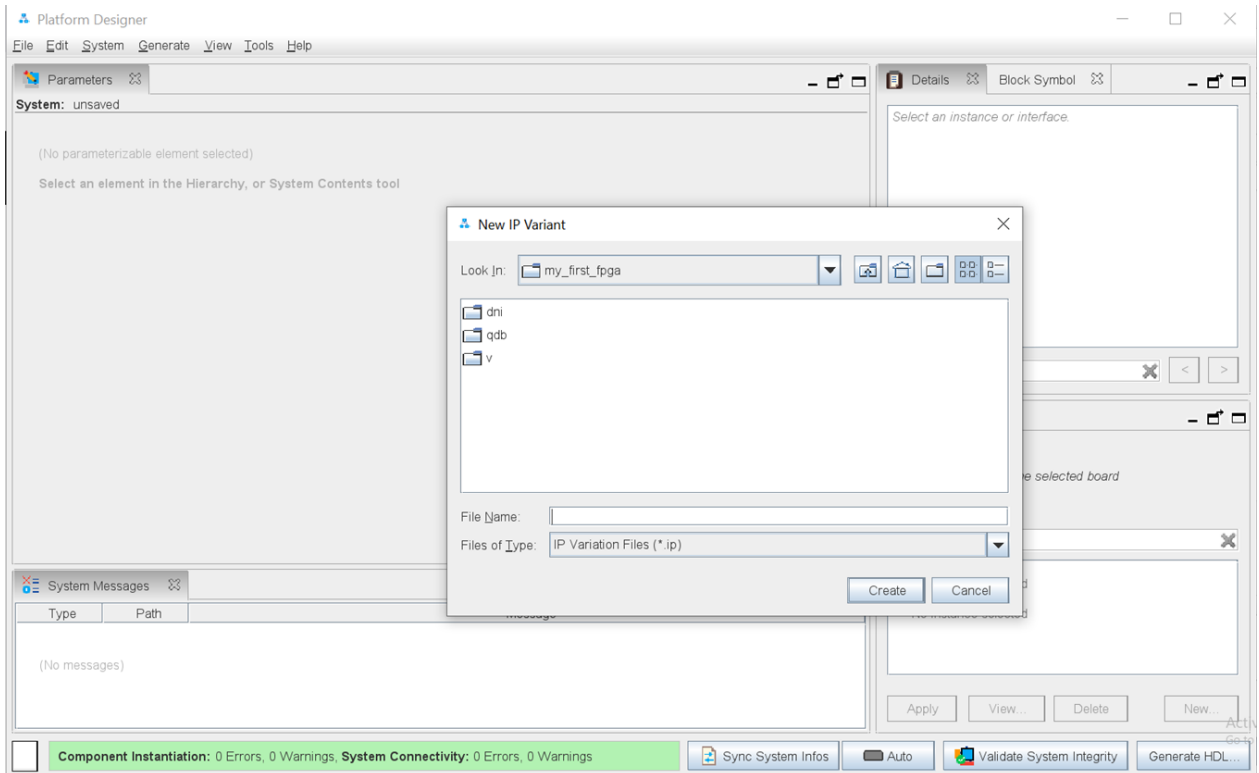 Platform Designer
File Edit System Generate View Tools Help
Parameters
System: unsaved
(No parameterizable element selected)
Select an element in the Hierarchy, or System Contents tool
Details Block Symbol
Select an instance or interface.
New IP Variant
Look In: my_first_fpga
dni
qdb
v
File Name:
Files of Type: IP Variation Files (*.ip)
Create Cancel
< >
selected board
System Messages
Type Path Message
(No messages)
No instance selected
Apply View... Delete New...
Component Instantiation: 0 Errors, 0 Warnings, System Connectivity: 0 Errors, 0 Warnings
Sync System Infos Auto Validate System Integrity Generate HDL...